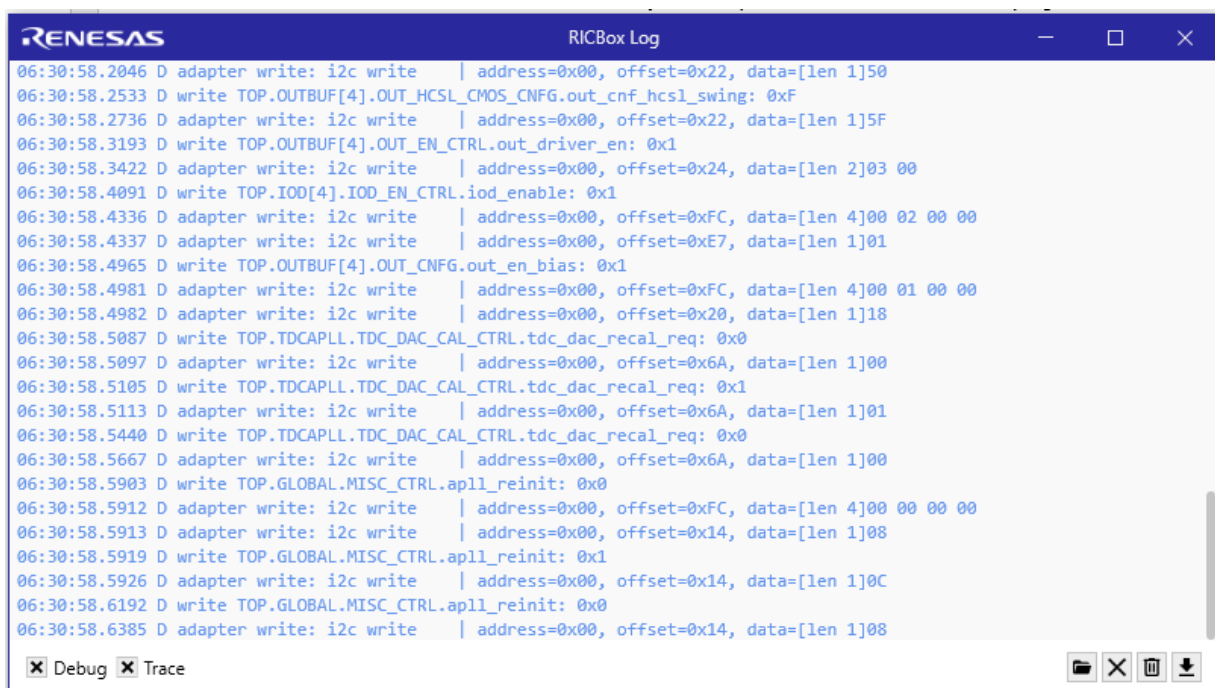 RENESAS
RICBox Log
06:30:58.2046 D adapter write: i2c write    | address=0x00, offset=0x22, data=[len 1]50
06:30:58.2533 D write TOP.OUTBUF[4].OUT_HCSL_CMOS_CNFG.out_cnf_hcsl_swing: 0xF
06:30:58.2736 D adapter write: i2c write    | address=0x00, offset=0x22, data=[len 1]5F
06:30:58.3193 D write TOP.OUTBUF[4].OUT_EN_CTRL.out_driver_en: 0x1
06:30:58.3422 D adapter write: i2c write    | address=0x00, offset=0x24, data=[len 2]03 00
06:30:58.4091 D write TOP.IOD[4].IOD_EN_CTRL.iod_enable: 0x1
06:30:58.4336 D adapter write: i2c write    | address=0x00, offset=0xFC, data=[len 4]00 02 00 00
06:30:58.4337 D adapter write: i2c write    | address=0x00, offset=0xE7, data=[len 1]01
06:30:58.4965 D write TOP.OUTBUF[4].OUT_CNFG.out_en_bias: 0x1
06:30:58.4981 D adapter write: i2c write    | address=0x00, offset=0xFC, data=[len 4]00 01 00 00
06:30:58.4982 D adapter write: i2c write    | address=0x00, offset=0x20, data=[len 1]18
06:30:58.5087 D write TOP.TDCAPLL.TDC_DAC_CAL_CTRL.tdc_dac_recal_req: 0x0
06:30:58.5097 D adapter write: i2c write    | address=0x00, offset=0x6A, data=[len 1]00
06:30:58.5105 D write TOP.TDCAPLL.TDC_DAC_CAL_CTRL.tdc_dac_recal_req: 0x1
06:30:58.5113 D adapter write: i2c write    | address=0x00, offset=0x6A, data=[len 1]01
06:30:58.5440 D write TOP.TDCAPLL.TDC_DAC_CAL_CTRL.tdc_dac_recal_req: 0x0
06:30:58.5667 D adapter write: i2c write    | address=0x00, offset=0x6A, data=[len 1]00
06:30:58.5903 D write TOP.GLOBAL.MISC_CTRL.apll_reinit: 0x0
06:30:58.5912 D adapter write: i2c write    | address=0x00, offset=0xFC, data=[len 4]00 00 00 00
06:30:58.5913 D adapter write: i2c write    | address=0x00, offset=0x14, data=[len 1]08
06:30:58.5919 D write TOP.GLOBAL.MISC_CTRL.apll_reinit: 0x1
06:30:58.5926 D adapter write: i2c write    | address=0x00, offset=0x14, data=[len 1]0C
06:30:58.6192 D write TOP.GLOBAL.MISC_CTRL.apll_reinit: 0x0
06:30:58.6385 D adapter write: i2c write    | address=0x00, offset=0x14, data=[len 1]08
Debug Trace